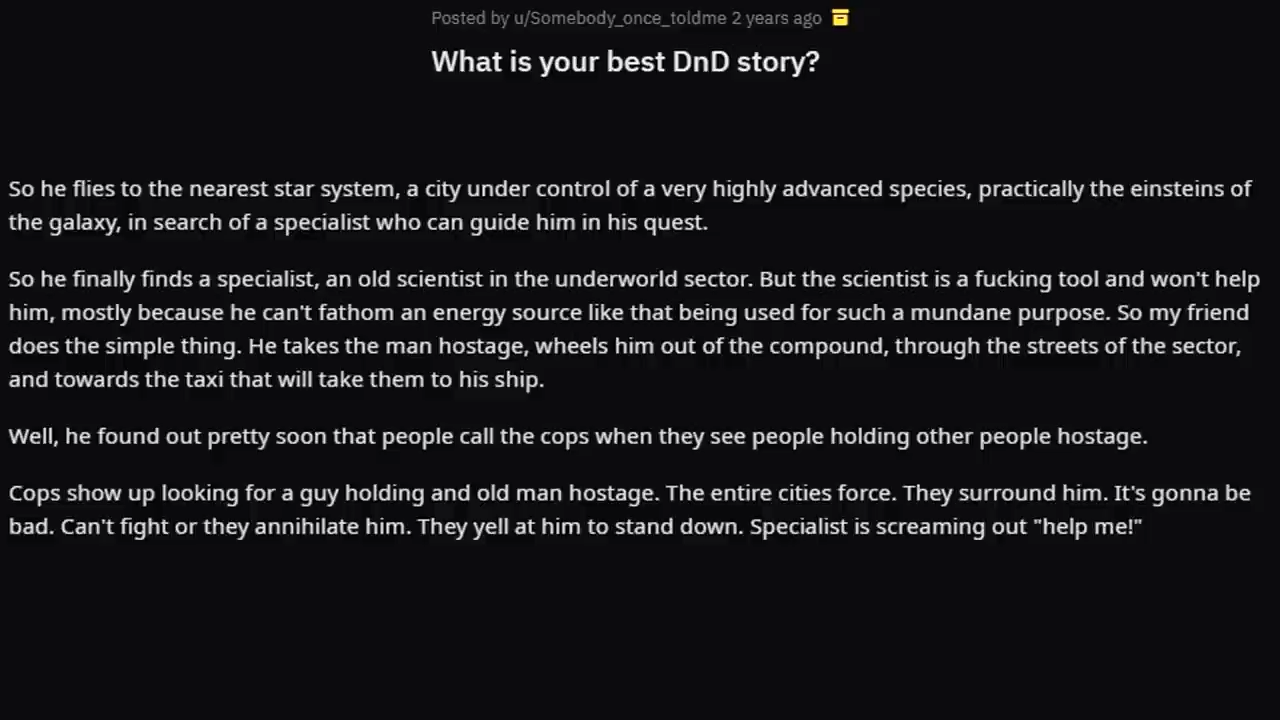 Posted by u/Somebody_once_toldme 2 years ago
What is your best DnD story?
So he flies to the nearest star system, a city under control of a very highly advanced species, practically the einsteins of
the galaxy, in search of a specialist who can guide him in his quest.
So he finally finds a specialist, an old scientist in the underworld sector. But the scientist is a fucking tool and won't help
him, mostly because he can't fathom an energy source like that being used for such a mundane purpose. So my friend
does the simple thing. He takes the man hostage, wheels him out of the compound, through the streets of the sector,
and towards the taxi that will take them to his ship.
Well, he found out pretty soon that people call the cops when they see people holding other people hostage.
Cops show up looking for a guy holding and old man hostage. The entire cities force. They surround him. It's gonna be
bad. Can't fight or they annihilate him. They yell at him to stand down. Specialist is screaming out "help me!"